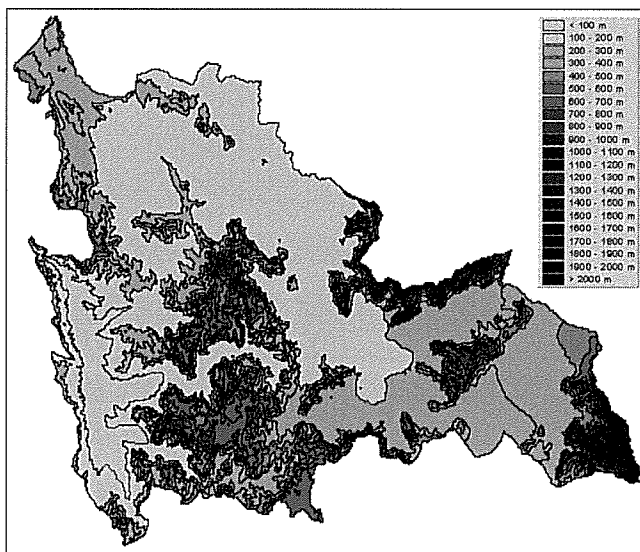 < 100 m
100 - 200 m
200 - 300 m
300 - 400 m
400 - 500 m
500 - 600 m
600 - 700 m
700 - 800 m
800 - 900 m
900 - 1000 m
1000 - 1100 m
1100 - 1200 m
1200 - 1300 m
1300 - 1400 m
1400 - 1500 m
1500 - 1600 m
1600 - 1700 m
1700 - 1800 m
1800 - 1900 m
1900 - 2000 m
> 2000 m